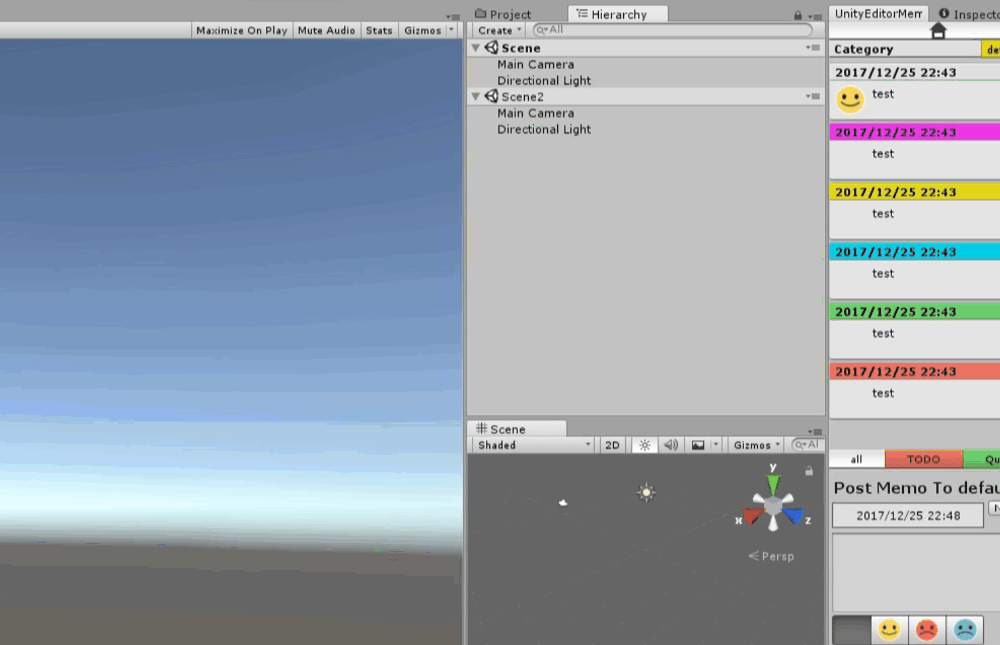 Maximize On Play Mute Audio Stats Gizmos
Project Hierarchy
Create All
Scene
Main Camera
Directional Light
Scene2
Main Camera
Directional Light
Scene
Shaded 2D Gizmos Al
y
x z
Persp
UnityEditorMem Inspecto
Category de
2017/12/25 22:43
test
2017/12/25 22:43
test
2017/12/25 22:43
test
2017/12/25 22:43
test
2017/12/25 22:43
test
2017/12/25 22:43
test
all TODO Qu
Post Memo To defau
2017/12/25 22:48 N